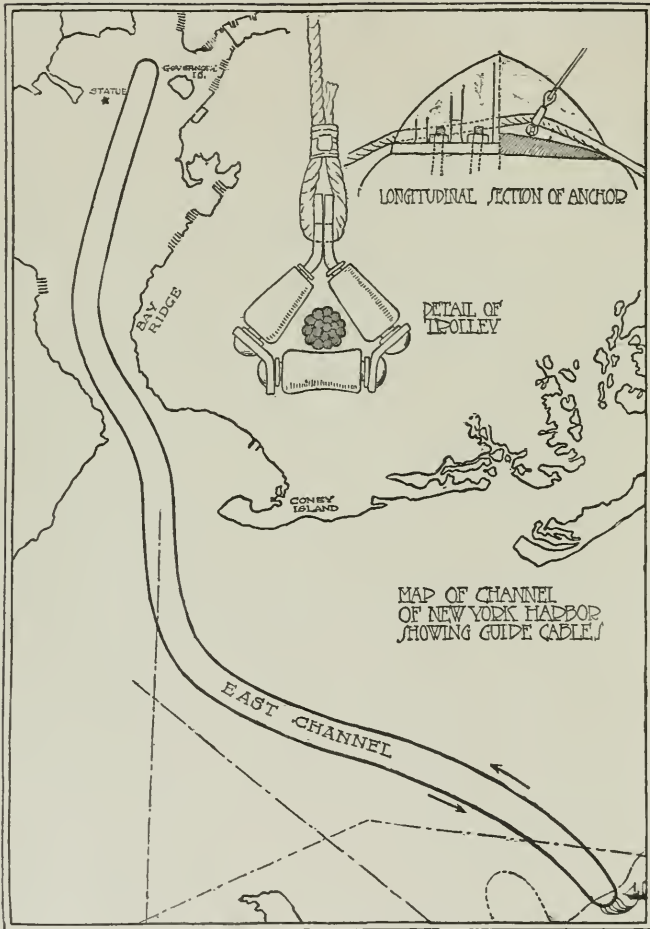 GOVERNOR'S
IS.
STATUE
LONGITUDINAL SECTION OF ANCHOR
BAY
RIDGE
DETAIL OF
TROLLEY
CONEY
ISLAND
MAP OF CHANNEL
OF NEW YORK HARBOR
SHOWING GUIDE CABLES
EAST CHANNEL